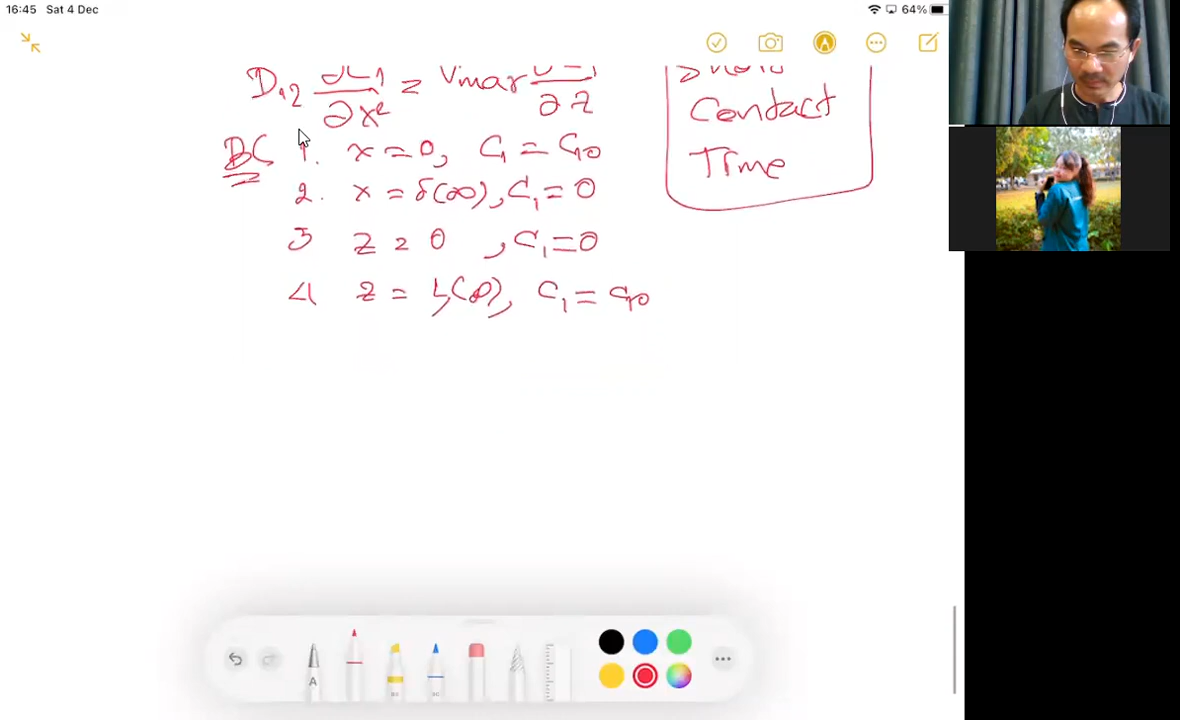 16:45 Sat 4 Dec
64%
D₁₂ ∂C₁/∂x² = Vmax ∂C₁/∂z
Short
Contact
Time
BC 1. x = 0, C₁ = C₁₀
2. x = δ(∞), C₁ = 0
3 z = 0, C₁ = 0
4 z = L(∞), C₁ = C₁₀
A